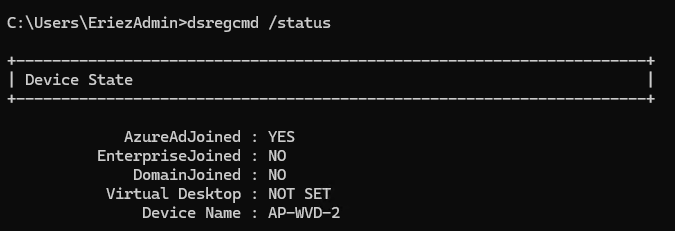 C:\Users\EriezAdmin>dsregcmd /status
+----------------------------------------------------------------------+
| Device State                                                         |
+----------------------------------------------------------------------+
AzureAdJoined : YES
EnterpriseJoined : NO
DomainJoined : NO
Virtual Desktop : NOT SET
Device Name : AP-WVD-2